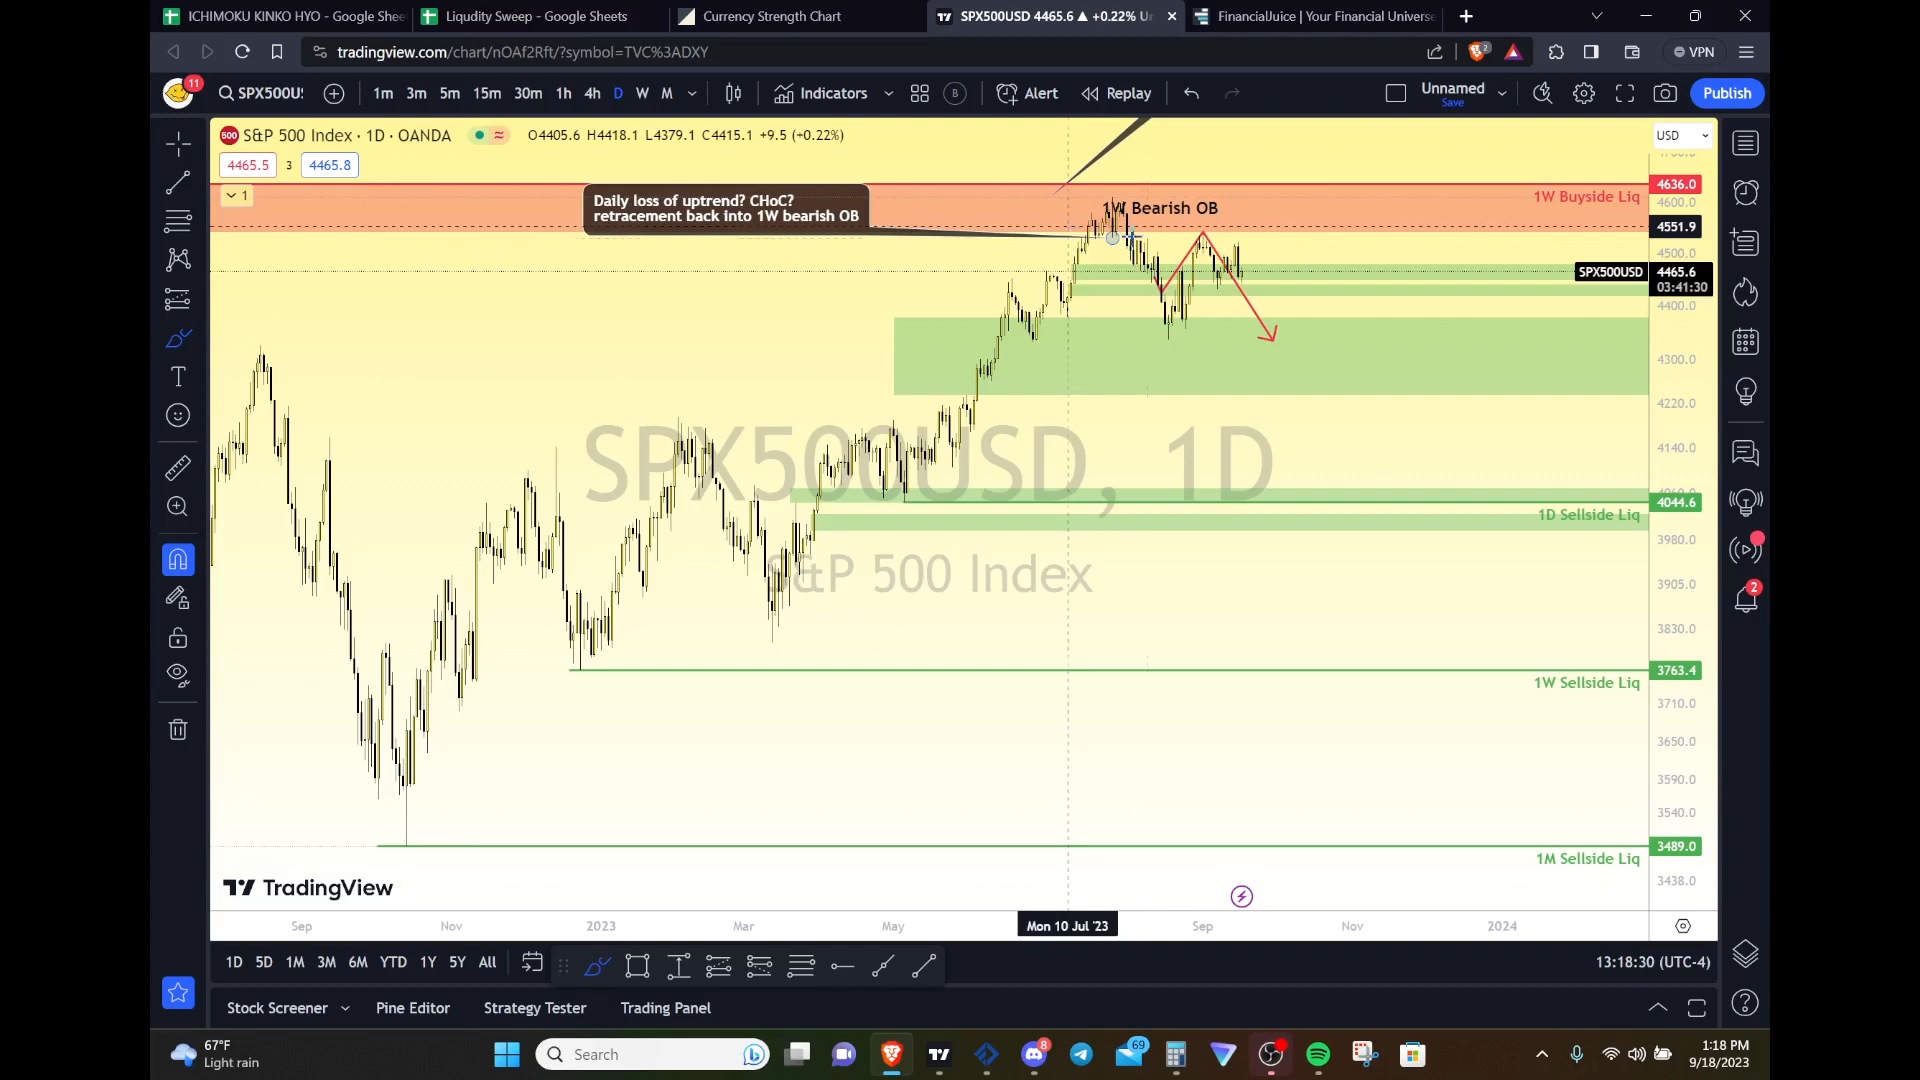 ICHIMOKU KINKO HYO - Google Shee
Liqudity Sweep - Google Sheets
Currency Strength Chart
SPX500USD 4465.6 ▲ +0.22% Un
FinancialJuice | Your Financial Universe
tradingview.com/chart/nOAf2Rft/?symbol=TVC%3ADXY
2
VPN
11
SPX500U
1m 3m 5m 15m 30m 1h 4h D W M
Indicators
B
Alert
Replay
Unnamed
Save
Publish
500 S&P 500 Index · 1D · OANDA
O4405.6 H4418.1 L4379.1 C4415.1 +9.5 (+0.22%)
USD
4465.5 3 4465.8
1
4636.0
1W Buyside Liq
Daily loss of uptrend? CHoC?
retracement back into 1W bearish OB
1W Bearish OB
4600.0
4551.9
4500.0
SPX500USD 4465.6
03:41:30
4400.0
4300.0
4220.0
4140.0
SPX500USD, 1D
4044.6
1D Sellside Liq
3980.0
S&P 500 Index
3905.0
3830.0
3763.4
1W Sellside Liq
3710.0
3650.0
3590.0
3540.0
3489.0
1M Sellside Liq
3438.0
TradingView
Sep Nov 2023 Mar May Mon 10 Jul '23 Sep Nov 2024
1D 5D 1M 3M 6M YTD 1Y 5Y All
13:18:30 (UTC-4)
Stock Screener
Pine Editor
Strategy Tester
Trading Panel
2
67°F
Light rain
Search
8
69
1:18 PM
9/18/2023